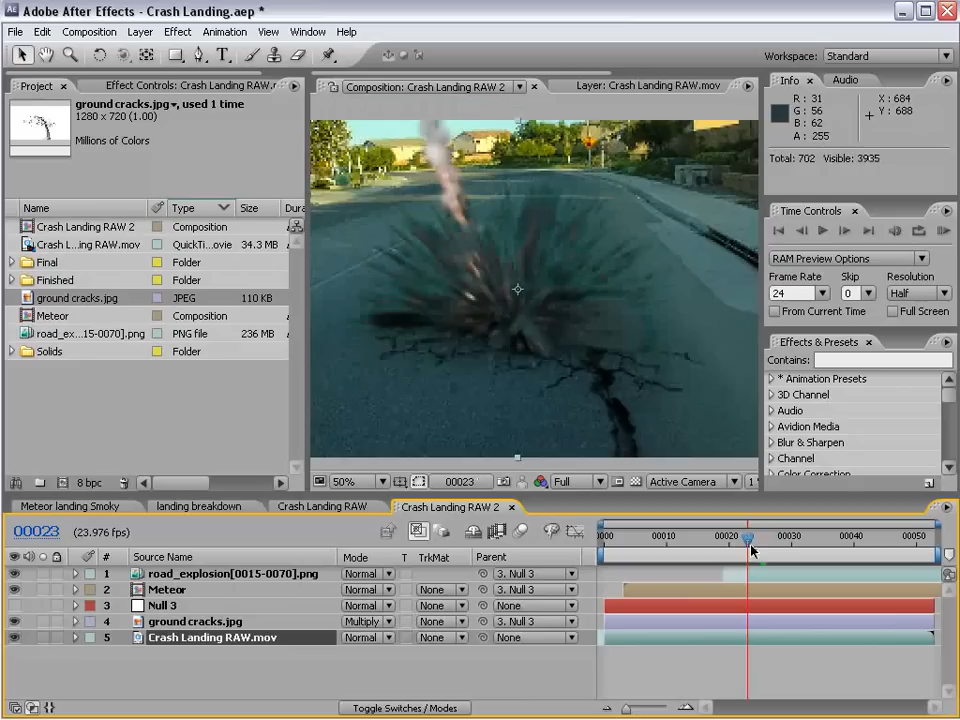 Adobe After Effects - Crash Landing.aep *
File Edit Composition Layer Effect Animation View Window Help
Workspace: Standard
Project Effect Controls: Crash Landing RAW.r
Composition: Crash Landing RAW 2
Layer: Crash Landing RAW.mov
Info Audio
ground cracks.jpg, used 1 time
1280 x 720 (1.00)
Millions of Colors
R: 31
G: 56
B: 62
A: 255
X: 684
Y: 688
Total: 702 Visible: 3935
Name Type Size Dura
Crash Landing RAW 2 Composition
Crash L...ing RAW.mov QuickTi...ovie 34.3 MB
Final Folder
Finished Folder
ground cracks.jpg JPEG 110 KB
Meteor Composition
road_ex...15-0070].png PNG file 236 MB
Solids Folder
Time Controls
RAM Preview Options
Frame Rate Skip Resolution
24 0 Half
From Current Time Full Screen
Effects & Presets
Contains:
* Animation Presets
3D Channel
Audio
Avidion Media
Blur & Sharpen
Channel
Color Correction
8 bpc
50% 00023 Full Active Camera 1
Meteor landing Smoky landing breakdown Crash Landing RAW Crash Landing RAW 2
00023 (23.976 fps)
0000 00010 00020 00030 00040 00050
# Source Name Mode T TrkMat Parent
1 road_explosion[0015-0070].png Normal 3. Null 3
2 Meteor Normal None 3. Null 3
3 Null 3 Normal None None
4 ground cracks.jpg Multiply None 3. Null 3
5 Crash Landing RAW.mov Normal None None
Toggle Switches / Modes